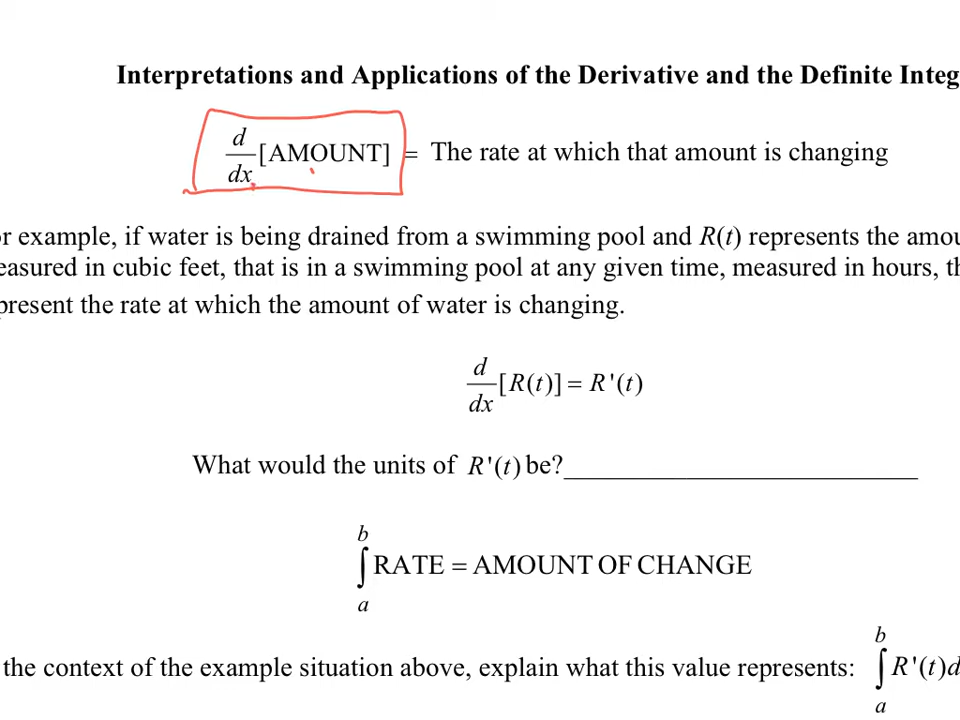 Interpretations and Applications of the Derivative and the Definite Integ
d/dx [AMOUNT] = The rate at which that amount is changing
r example, if water is being drained from a swimming pool and R(t) represents the amou
easured in cubic feet, that is in a swimming pool at any given time, measured in hours, th
present the rate at which the amount of water is changing.
d/dx [R(t)] = R'(t)
What would the units of R'(t) be?__________________________
∫_a^b RATE = AMOUNT OF CHANGE
the context of the example situation above, explain what this value represents: ∫_a^b R'(t)d